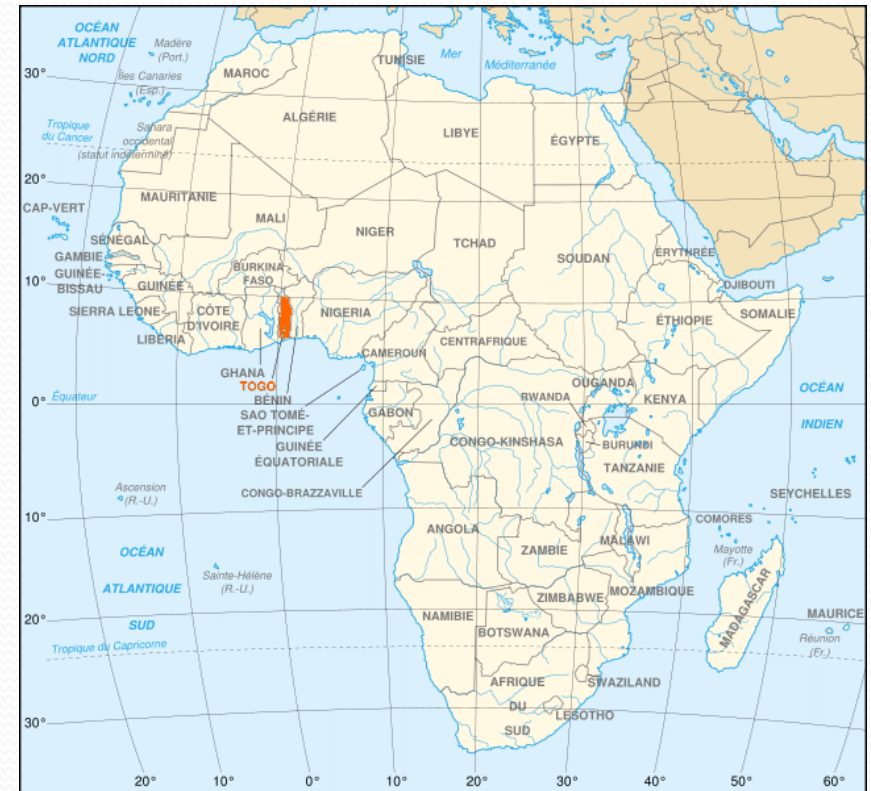 OCÉAN
ATLANTIQUE
NORD
Madère
(Port.)
Îles Canaries
(Esp.)
30°
MAROC
TUNISIE
Mer
Méditerranée
ALGÉRIE
LIBYE
ÉGYPTE
Tropique
du Cancer
Sahara
occidental
(statut indéterminé)
20°
CAP-VERT
MAURITANIE
MALI
NIGER
TCHAD
SOUDAN
ÉRYTHRÉE
SÉNÉGAL
GAMBIE
GUINÉE-
BISSAU
10°
GUINÉE
BURKINA
FASO
DJIBOUTI
SIERRA LEONE
CÔTE
D'IVOIRE
NIGERIA
ÉTHIOPIE
SOMALIE
LIBERIA
CENTRAFRIQUE
CAMEROUN
GHANA
TOGO
BÉNIN
SAO TOMÉ-
ET-PRINCIPE
GUINÉE
ÉQUATORIALE
CONGO-BRAZZAVILLE
Équateur
0°
GABON
OUGANDA
RWANDA
KENYA
OCÉAN
INDIEN
CONGO-KINSHASA
BURUNDI
TANZANIE
Ascension
(R.-U.)
SEYCHELLES
10°
COMORES
ANGOLA
ZAMBIE
MALAWI
Mayotte
(Fr.)
OCÉAN
ATLANTIQUE
SUD
Sainte-Hélène
(R.-U.)
MOZAMBIQUE
ZIMBABWE
MADAGASCAR
MAURICE
Réunion
(Fr.)
20°
NAMIBIE
BOTSWANA
Tropique du Capricorne
AFRIQUE
DU
SUD
SWAZILAND
LESOTHO
30°
20°
10°
0°
10°
20°
30°
40°
50°
60°